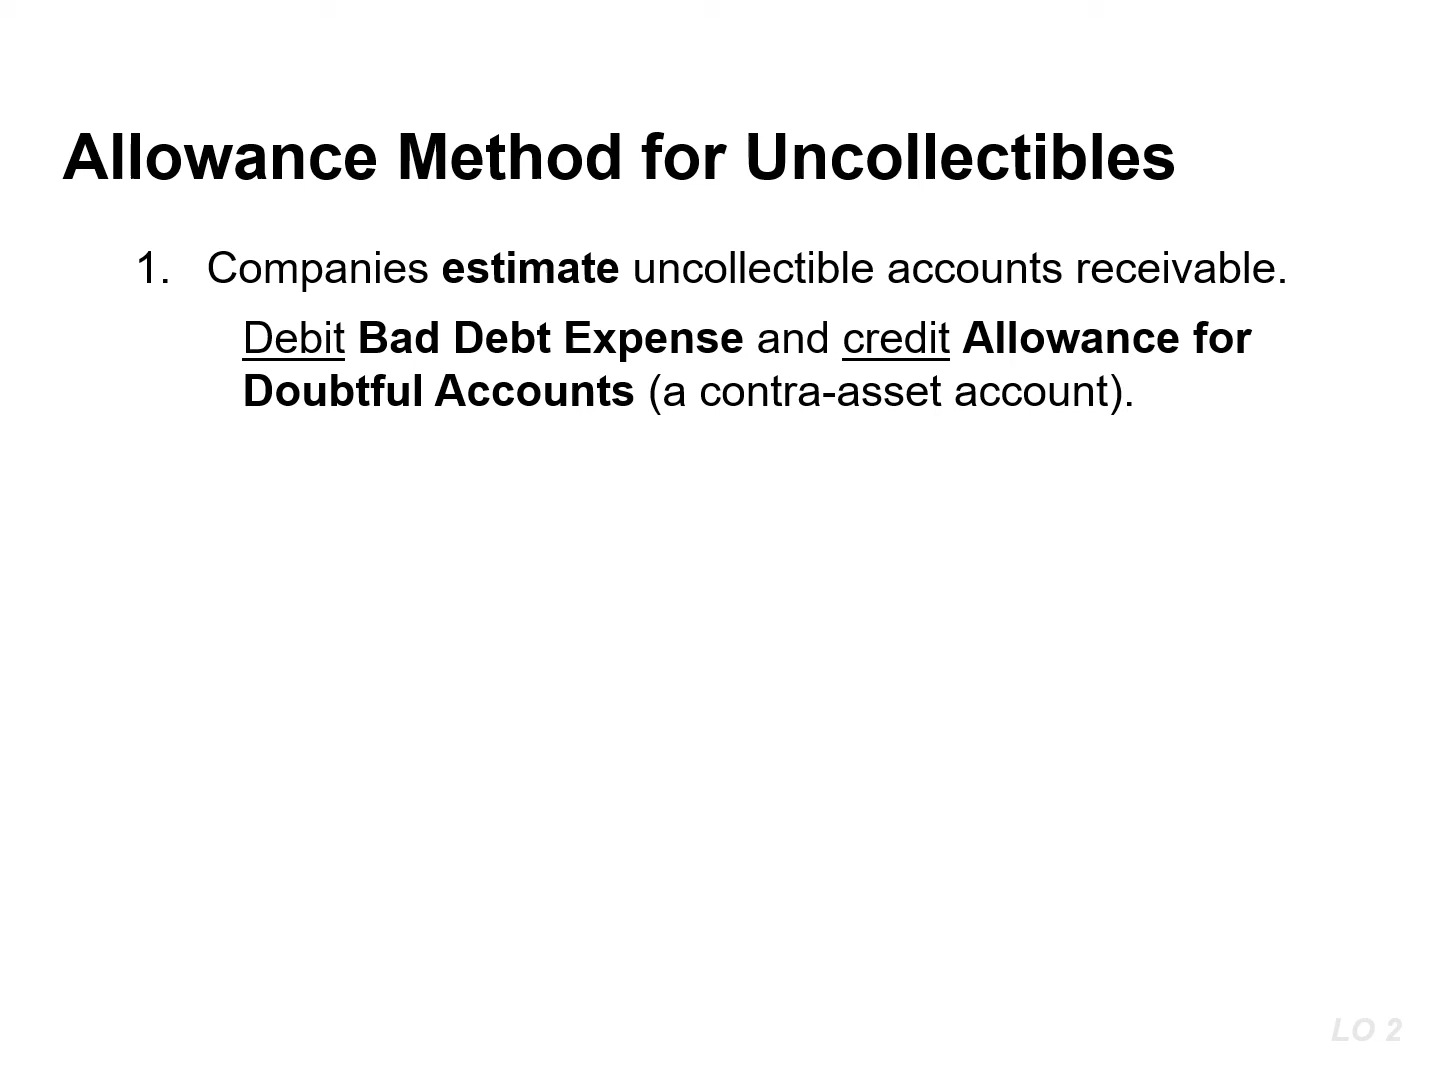 Allowance Method for Uncollectibles
1. Companies estimate uncollectible accounts receivable.
Debit Bad Debt Expense and credit Allowance for
Doubtful Accounts (a contra-asset account).
LO 2